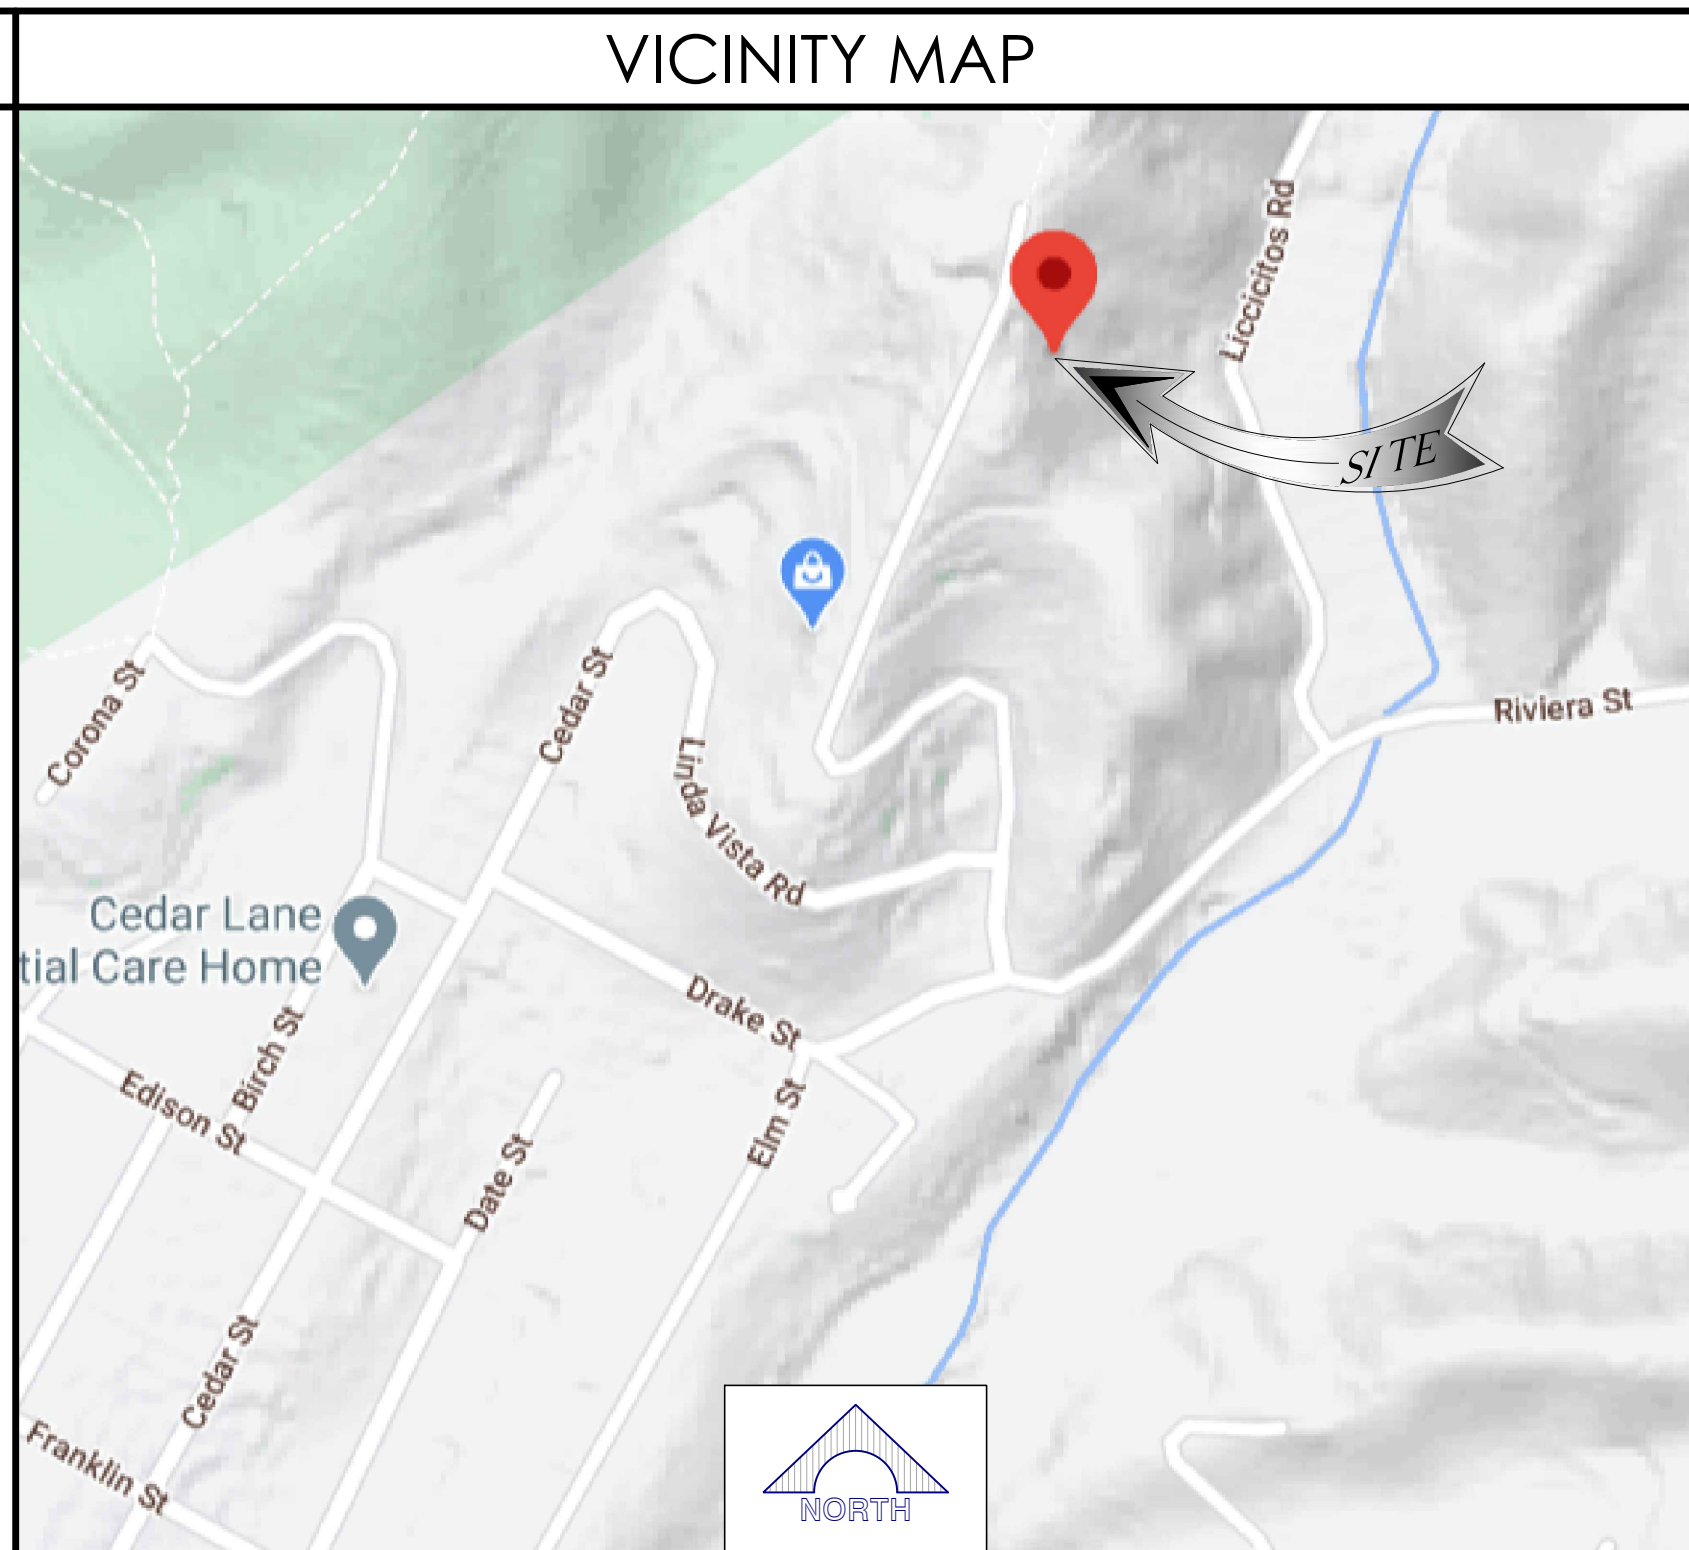 VICINITY MAP
Liccicitos Rd
SITE
Corona St
Cedar St
Linda Vista Rd
Riviera St
Cedar Lane
tial Care Home
Drake St
Birch St
Edison St
Elm St
Date St
Cedar St
Franklin St
NORTH